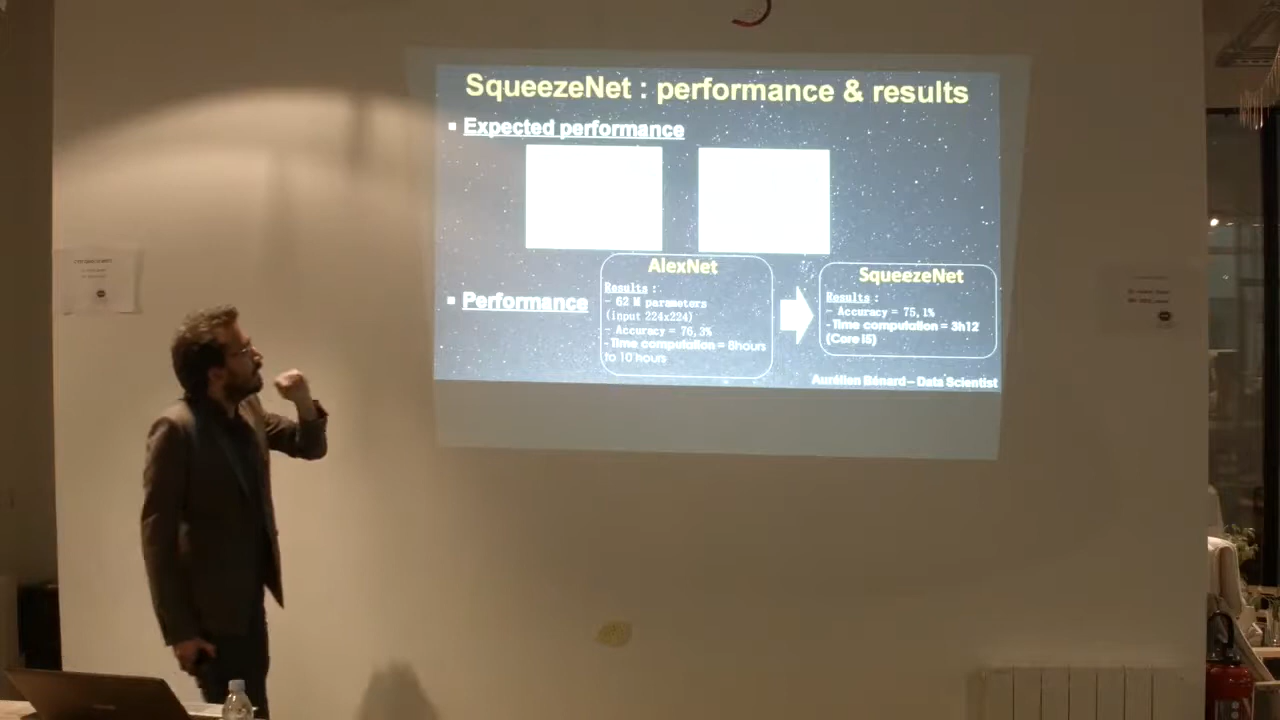 SqueezeNet : performance & results
▪ Expected performance
▪ Performance
AlexNet
Results :
- 62 M parameters
(input 224x224)
- Accuracy = 76,3%
- Time computation = 8hours
to 10 hours
SqueezeNet
Results :
- Accuracy = 75,1%
- Time computation = 3h12
(Core I5)
Aurélien Bénard – Data Scientist